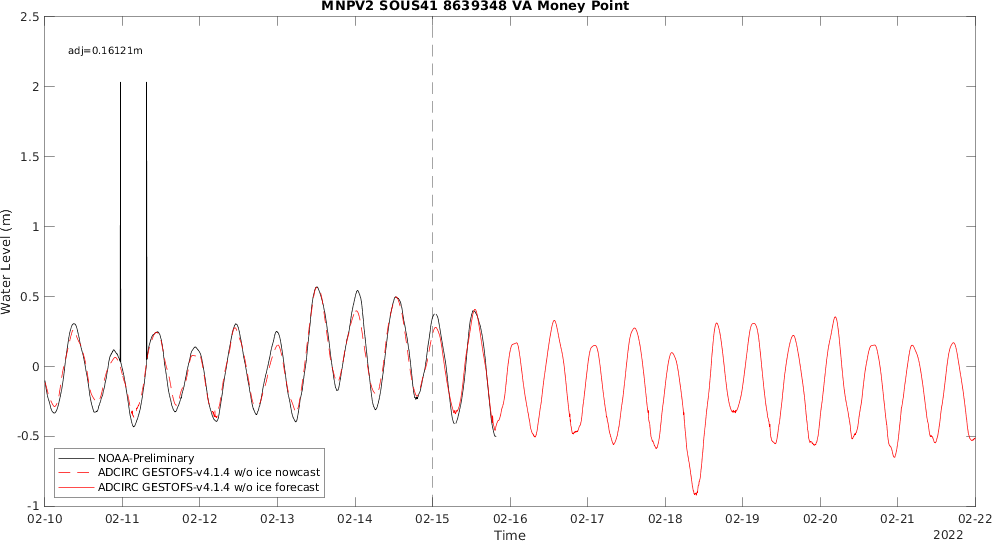 MNPV2 SOUS41 8639348 VA Money Point
2.5
adj=0.16121m
2
1.5
1
0.5
0
-0.5
-1
Water Level (m)
NOAA-Preliminary
ADCIRC GESTOFS-v4.1.4 w/o ice nowcast
ADCIRC GESTOFS-v4.1.4 w/o ice forecast
02-10 02-11 02-12 02-13 02-14 02-15 02-16 02-17 02-18 02-19 02-20 02-21 02-22
Time
2022